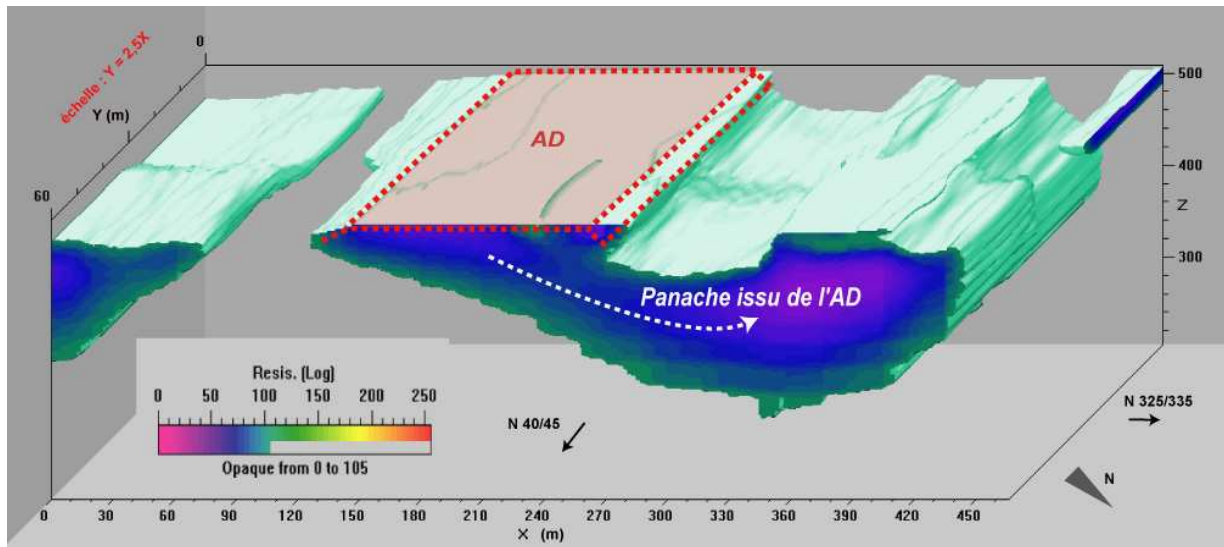 échelle : Y = 2,5X
0
Y (m)
60
AD
500
400
Z
300
Panache issu de l'AD
Resis. (Log)
0 50 100 150 200 250
Opaque from 0 to 105
N 40/45
N 325/335
N
0 30 60 90 120 150 180 210 240 270 300 330 360 390 420 450
X (m)